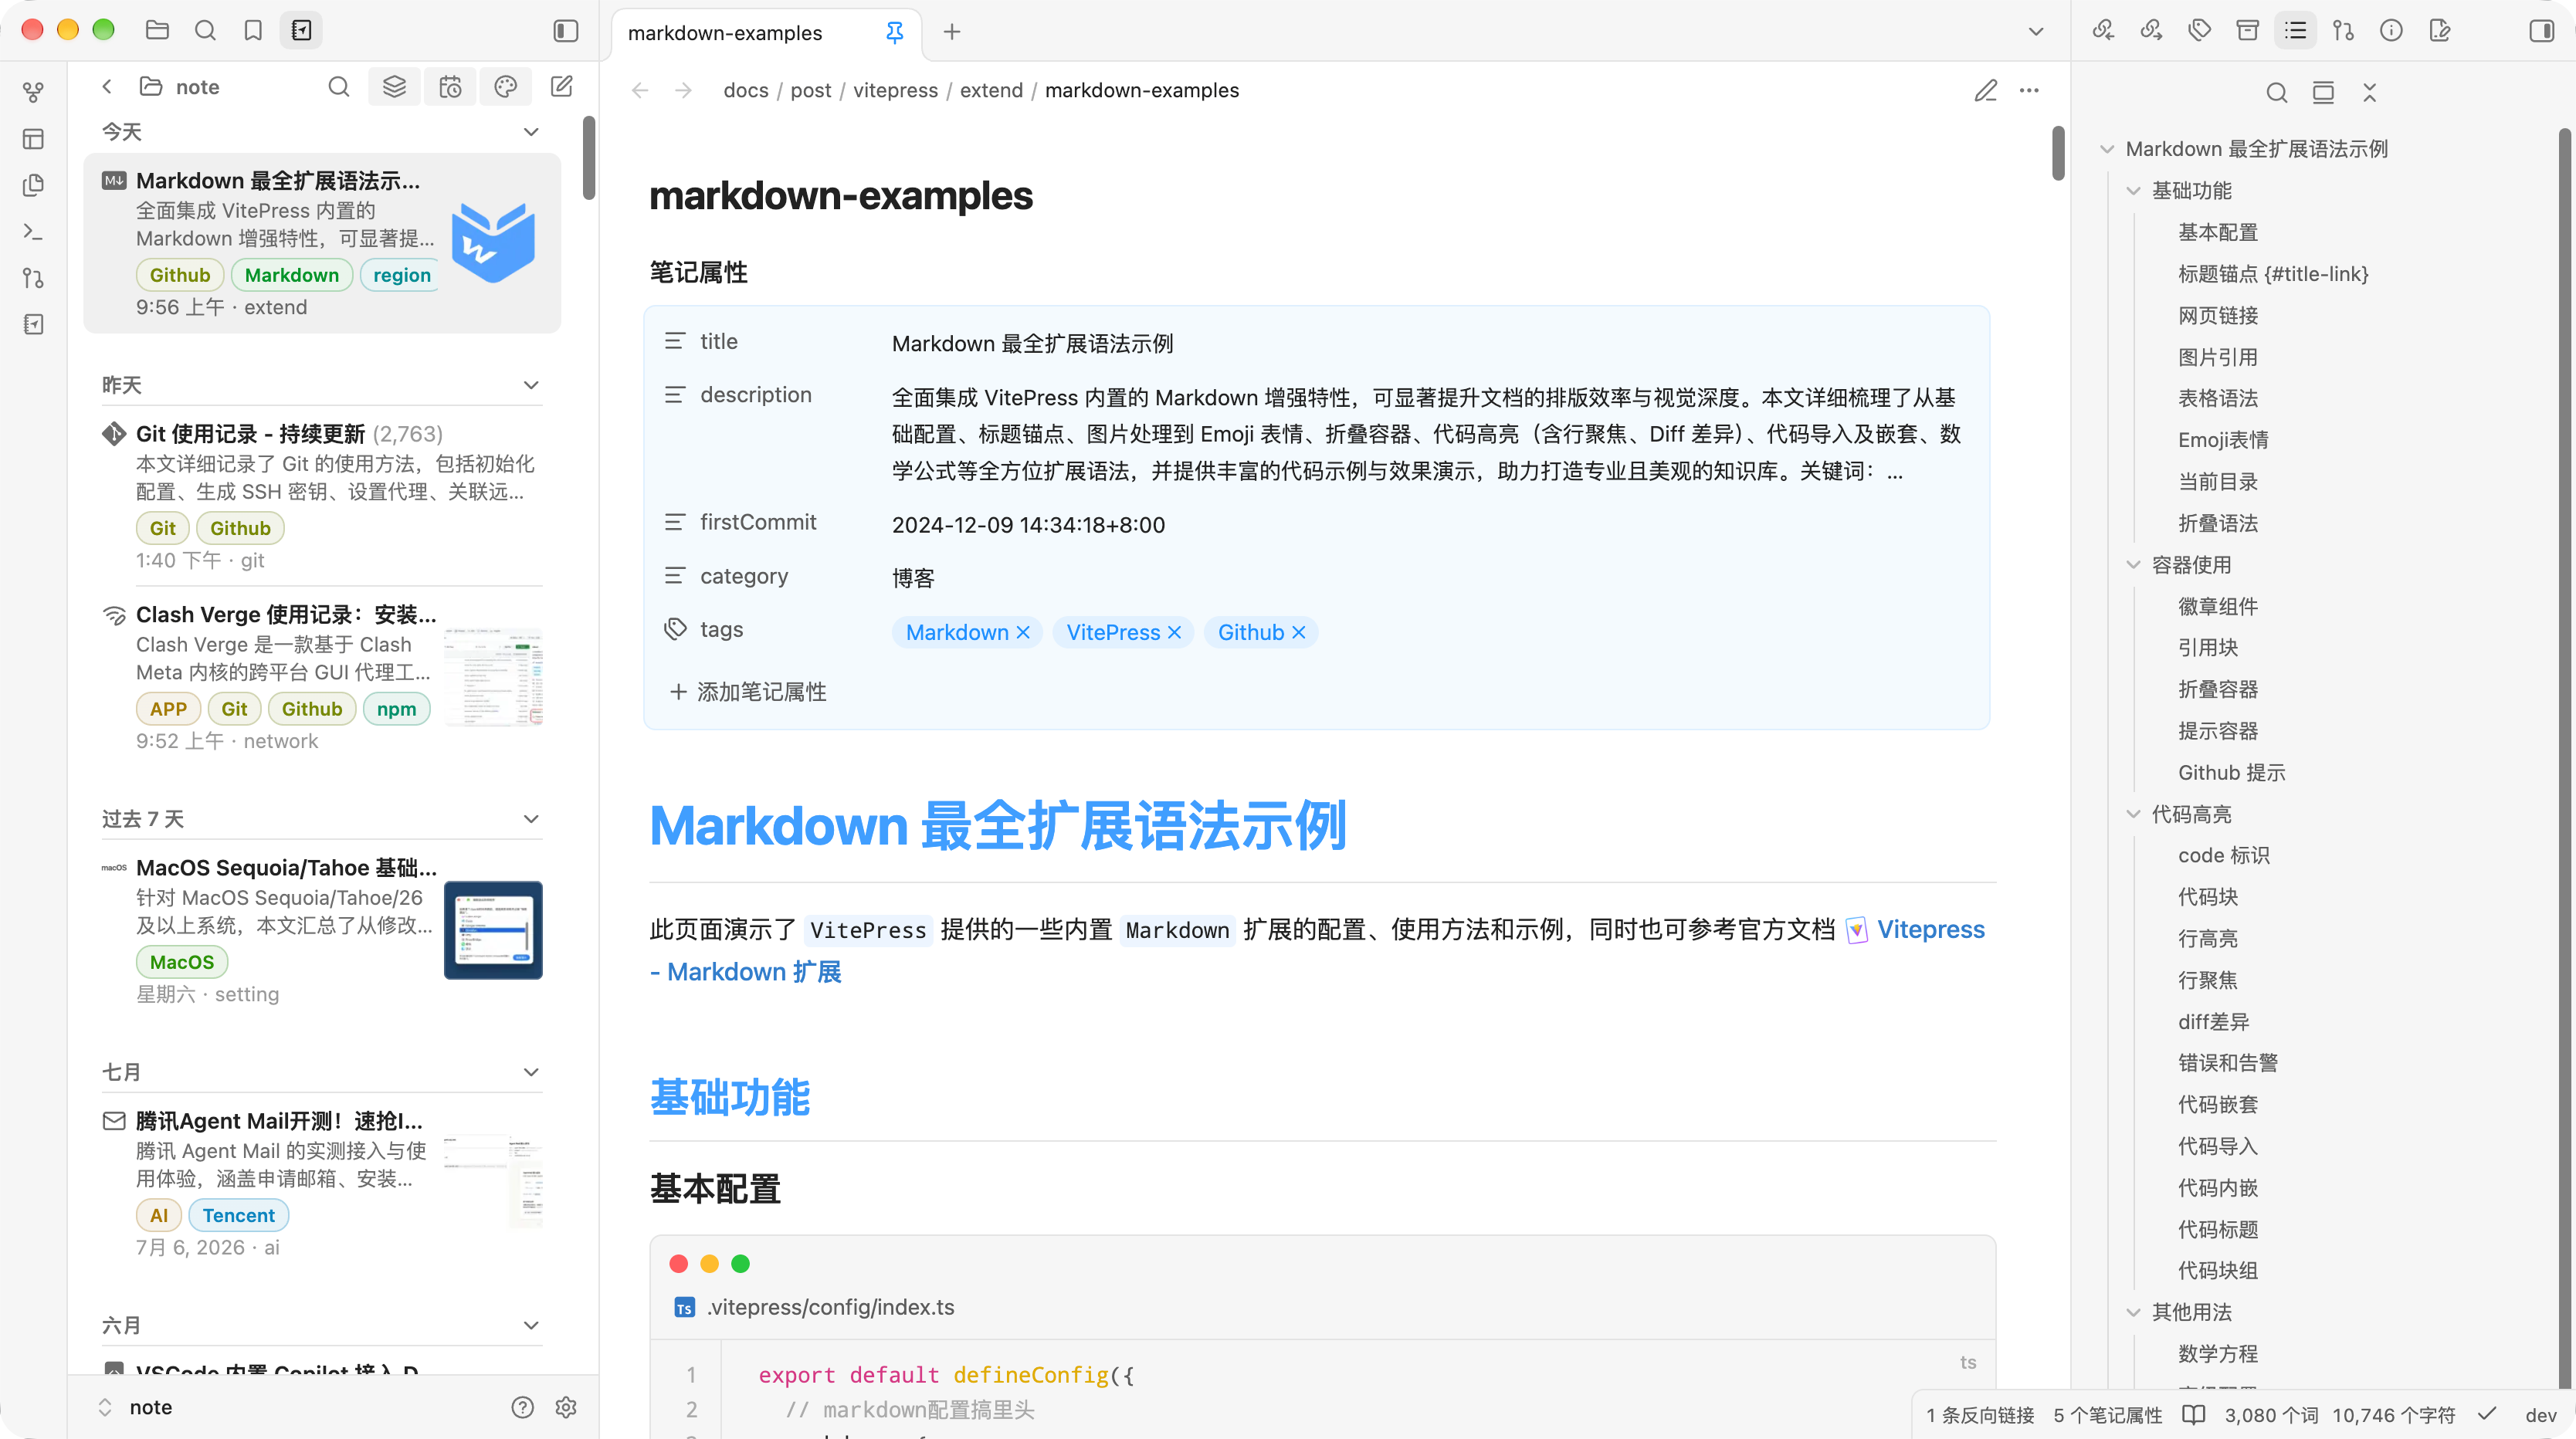 markdown-examples
note
今天
Markdown 最全扩展语法示...
全面集成 VitePress 内置的
Markdown 增强特性，可显著提...
Github Markdown region
9:56 上午 · extend
昨天
Git 使用记录 - 持续更新 (2,763)
本文详细记录了 Git 的使用方法，包括初始化
配置、生成 SSH 密钥、设置代理、关联远...
Git Github
1:40 下午 · git
Clash Verge 使用记录：安装...
Clash Verge 是一款基于 Clash
Meta 内核的跨平台 GUI 代理工...
APP Git Github npm
9:52 上午 · network
过去 7 天
macOS MacOS Sequoia/Tahoe 基础...
针对 MacOS Sequoia/Tahoe/26
及以上系统，本文汇总了从修改...
MacOS
星期六 · setting
七月
腾讯Agent Mail开测！速抢I...
腾讯 Agent Mail 的实测接入与使
用体验，涵盖申请邮箱、安装...
AI Tencent
7月 6, 2026 · ai
六月
VSCode 内置 Copilot 接入 D
note
docs / post / vitepress / extend / markdown-examples
markdown-examples
笔记属性
title Markdown 最全扩展语法示例
description 全面集成 VitePress 内置的 Markdown 增强特性，可显著提升文档的排版效率与视觉深度。本文详细梳理了从基
础配置、标题锚点、图片处理到 Emoji 表情、折叠容器、代码高亮（含行聚焦、Diff 差异）、代码导入及嵌套、数
学公式等全方位扩展语法，并提供丰富的代码示例与效果演示，助力打造专业且美观的知识库。关键词：...
firstCommit 2024-12-09 14:34:18+8:00
category 博客
tags Markdown × VitePress × Github ×
+ 添加笔记属性
Markdown 最全扩展语法示例
此页面演示了 VitePress 提供的一些内置 Markdown 扩展的配置、使用方法和示例，同时也可参考官方文档 Vitepress
- Markdown 扩展
基础功能
基本配置
TS .vitepress/config/index.ts
ts
1 export default defineConfig({
2 // markdown配置搞里头
Markdown 最全扩展语法示例
基础功能
基本配置
标题锚点 {#title-link}
网页链接
图片引用
表格语法
Emoji表情
当前目录
折叠语法
容器使用
徽章组件
引用块
折叠容器
提示容器
Github 提示
代码高亮
code 标识
代码块
行高亮
行聚焦
diff差异
错误和告警
代码嵌套
代码导入
代码内嵌
代码标题
代码块组
其他用法
数学方程
1 条反向链接 5 个笔记属性 3,080 个词 10,746 个字符 dev